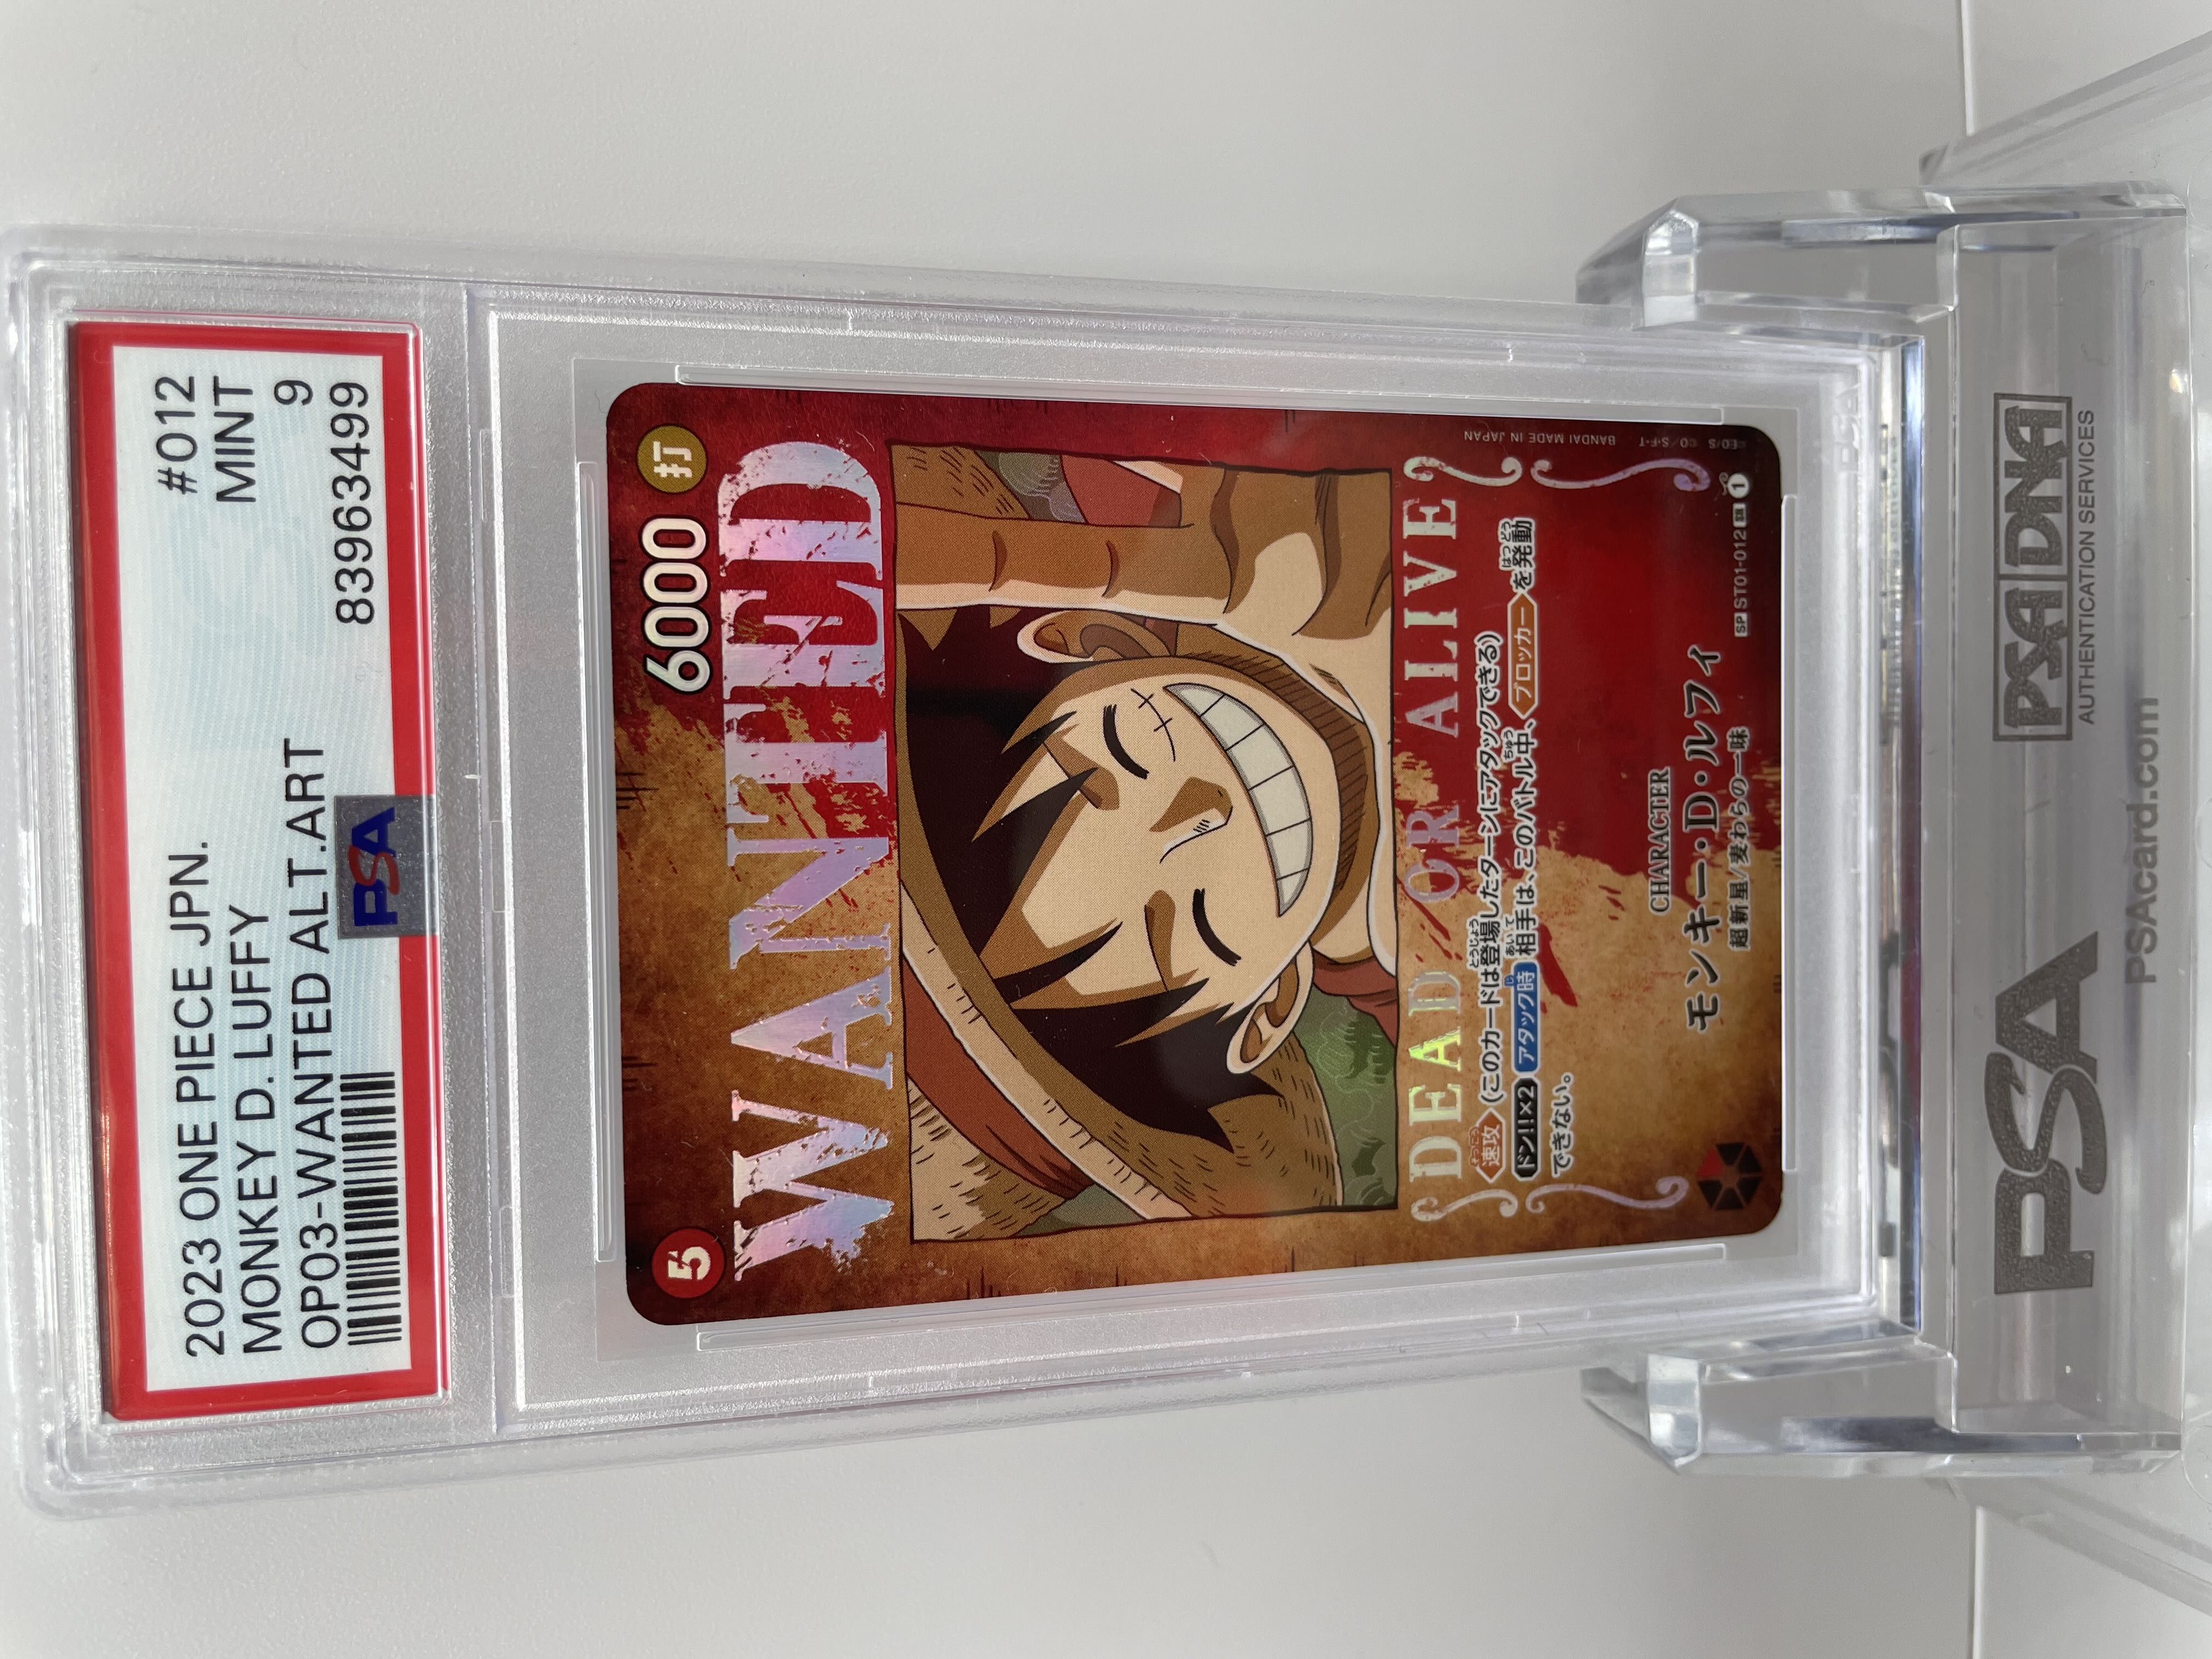 2023 ONE PIECE JPN. #012
MONKEY D. LUFFY MINT
OP03-WANTED ALT.ART 9
PSA 83963499
5 6000 打
WANTED
DEAD OR ALIVE
速攻 (このカードは登場したターンにアタックできる)
ドン!!×2 アタック時 相手は、このバトル中、ブロッカーを発動
できない。
CHARACTER
モンキー・D・ルフィ
超新星/麦わらの一味
SP ST01-012 1
BANDAI MADE IN JAPAN
PSA PSA DNA
AUTHENTICATION SERVICES
PSAcard.com